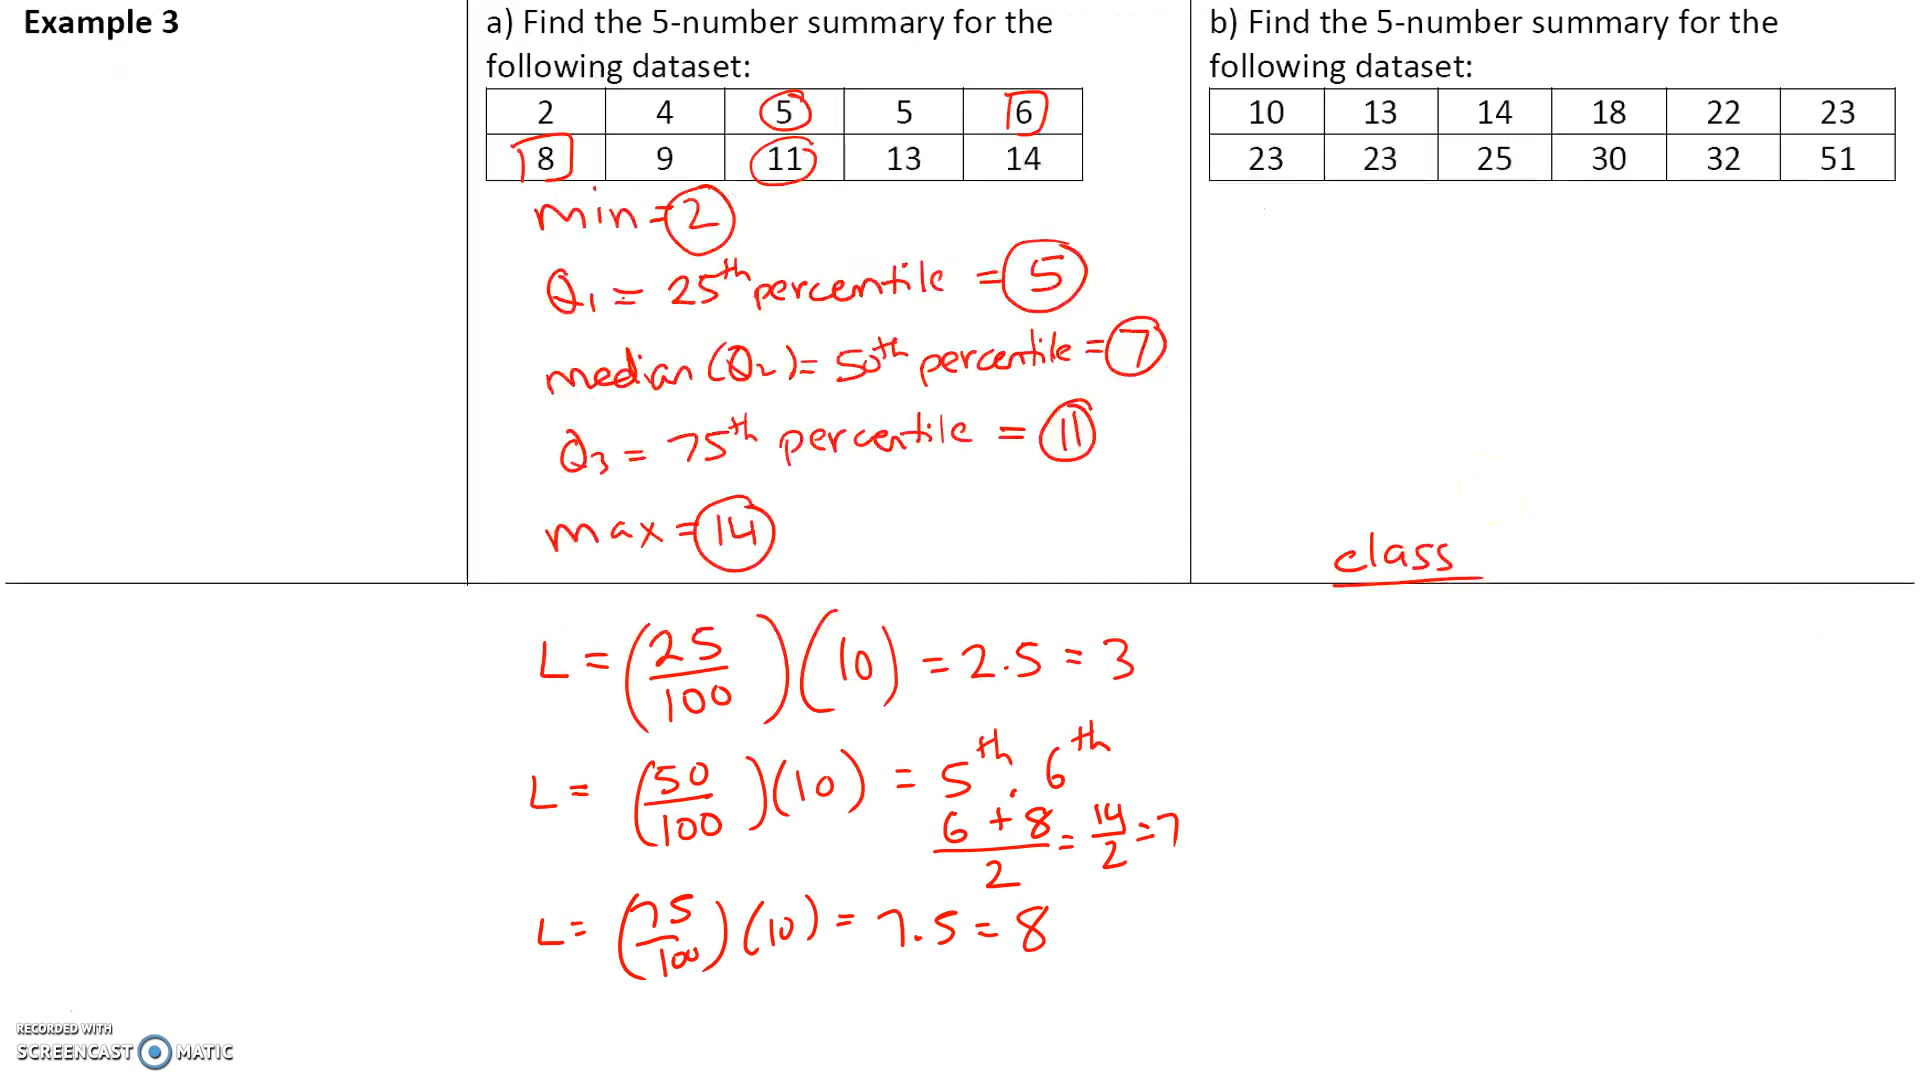 Example 3
a) Find the 5-number summary for the
following dataset:
2 4 5 5 6
8 9 11 13 14
min = 2
Q1 = 25th percentile = 5
median (Q2) = 50th percentile = 7
Q3 = 75th percentile = 11
max = 14
b) Find the 5-number summary for the
following dataset:
10 13 14 18 22 23
23 23 25 30 32 51
class
L = (25/100)(10) = 2.5 = 3
L = (50/100)(10) = 5th, 6th
6 + 8/2 = 14/2 = 7
L = (75/100)(10) = 7.5 = 8
RECORDED WITH
SCREENCAST MATIC